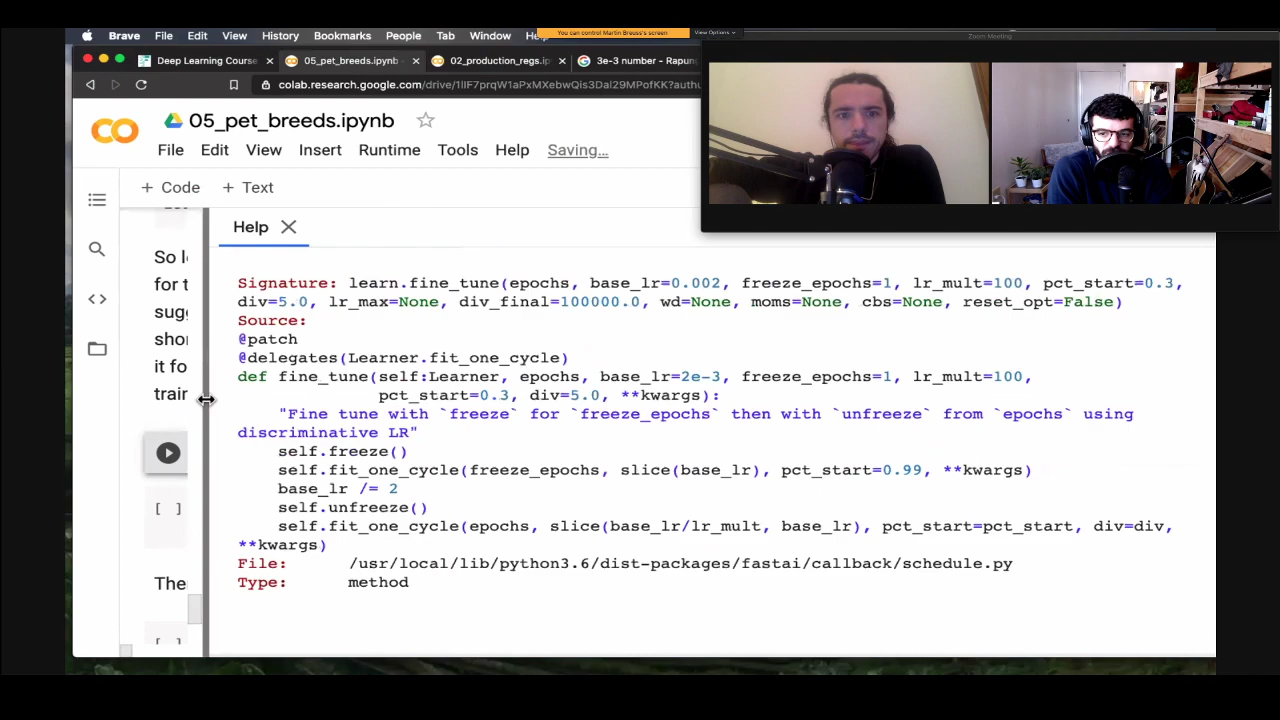 You can control Martin Breuss's screen
View Options
Zoom Meeting
Brave File Edit View History Bookmarks People Tab Window
Deep Learning Course
05_pet_breeds.ipynb
02_production_regs.ip
3e-3 number - Rapun
colab.research.google.com/drive/1lIF7prqW1aPxMXebwQis3Dal29MPofKK?authu
05_pet_breeds.ipynb
File Edit View Insert Runtime Tools Help Saving...
+ Code + Text
Help
So l
for t
sugg
shor
it fo
train
[ ]
The
[ ]
Signature: learn.fine_tune(epochs, base_lr=0.002, freeze_epochs=1, lr_mult=100, pct_start=0.3,
div=5.0, lr_max=None, div_final=100000.0, wd=None, moms=None, cbs=None, reset_opt=False)
Source:
@patch
@delegates(Learner.fit_one_cycle)
def fine_tune(self:Learner, epochs, base_lr=2e-3, freeze_epochs=1, lr_mult=100,
pct_start=0.3, div=5.0, **kwargs):
"Fine tune with `freeze` for `freeze_epochs` then with `unfreeze` from `epochs` using
discriminative LR"
self.freeze()
self.fit_one_cycle(freeze_epochs, slice(base_lr), pct_start=0.99, **kwargs)
base_lr /= 2
self.unfreeze()
self.fit_one_cycle(epochs, slice(base_lr/lr_mult, base_lr), pct_start=pct_start, div=div,
**kwargs)
File: /usr/local/lib/python3.6/dist-packages/fastai/callback/schedule.py
Type: method